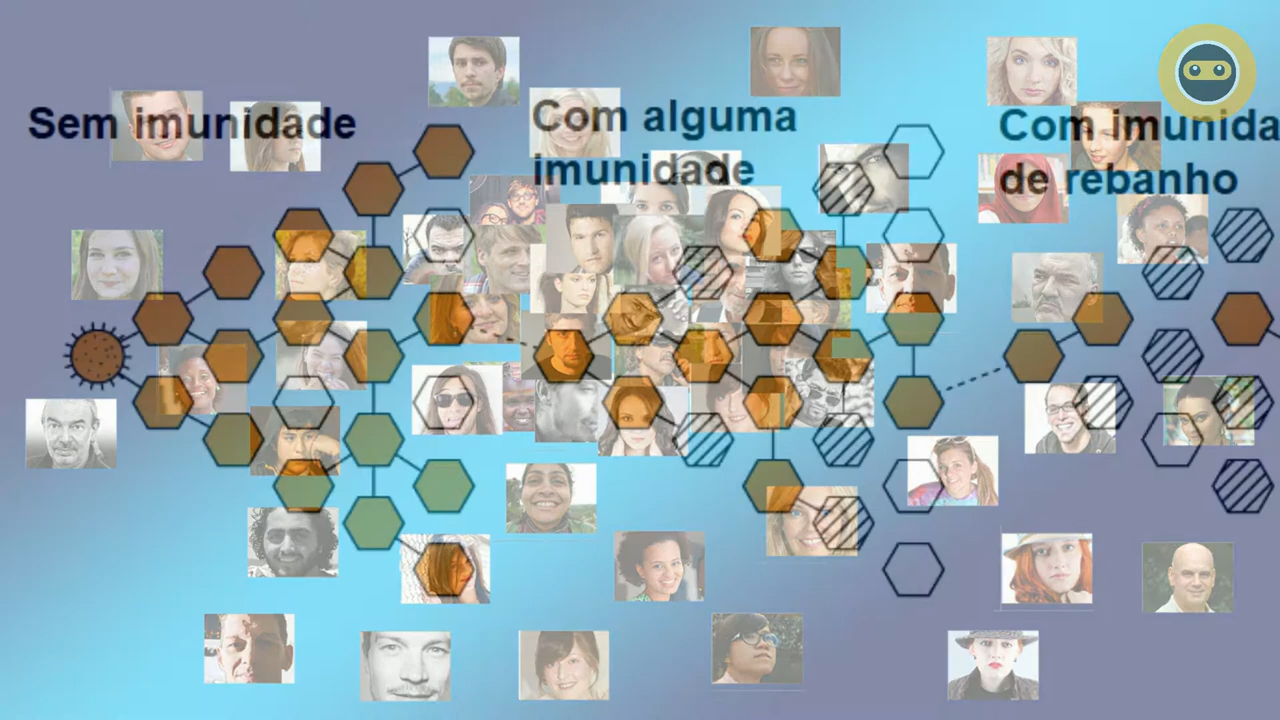 Sem imunidade
Com alguma
imunidade
Com imunida
de rebanho